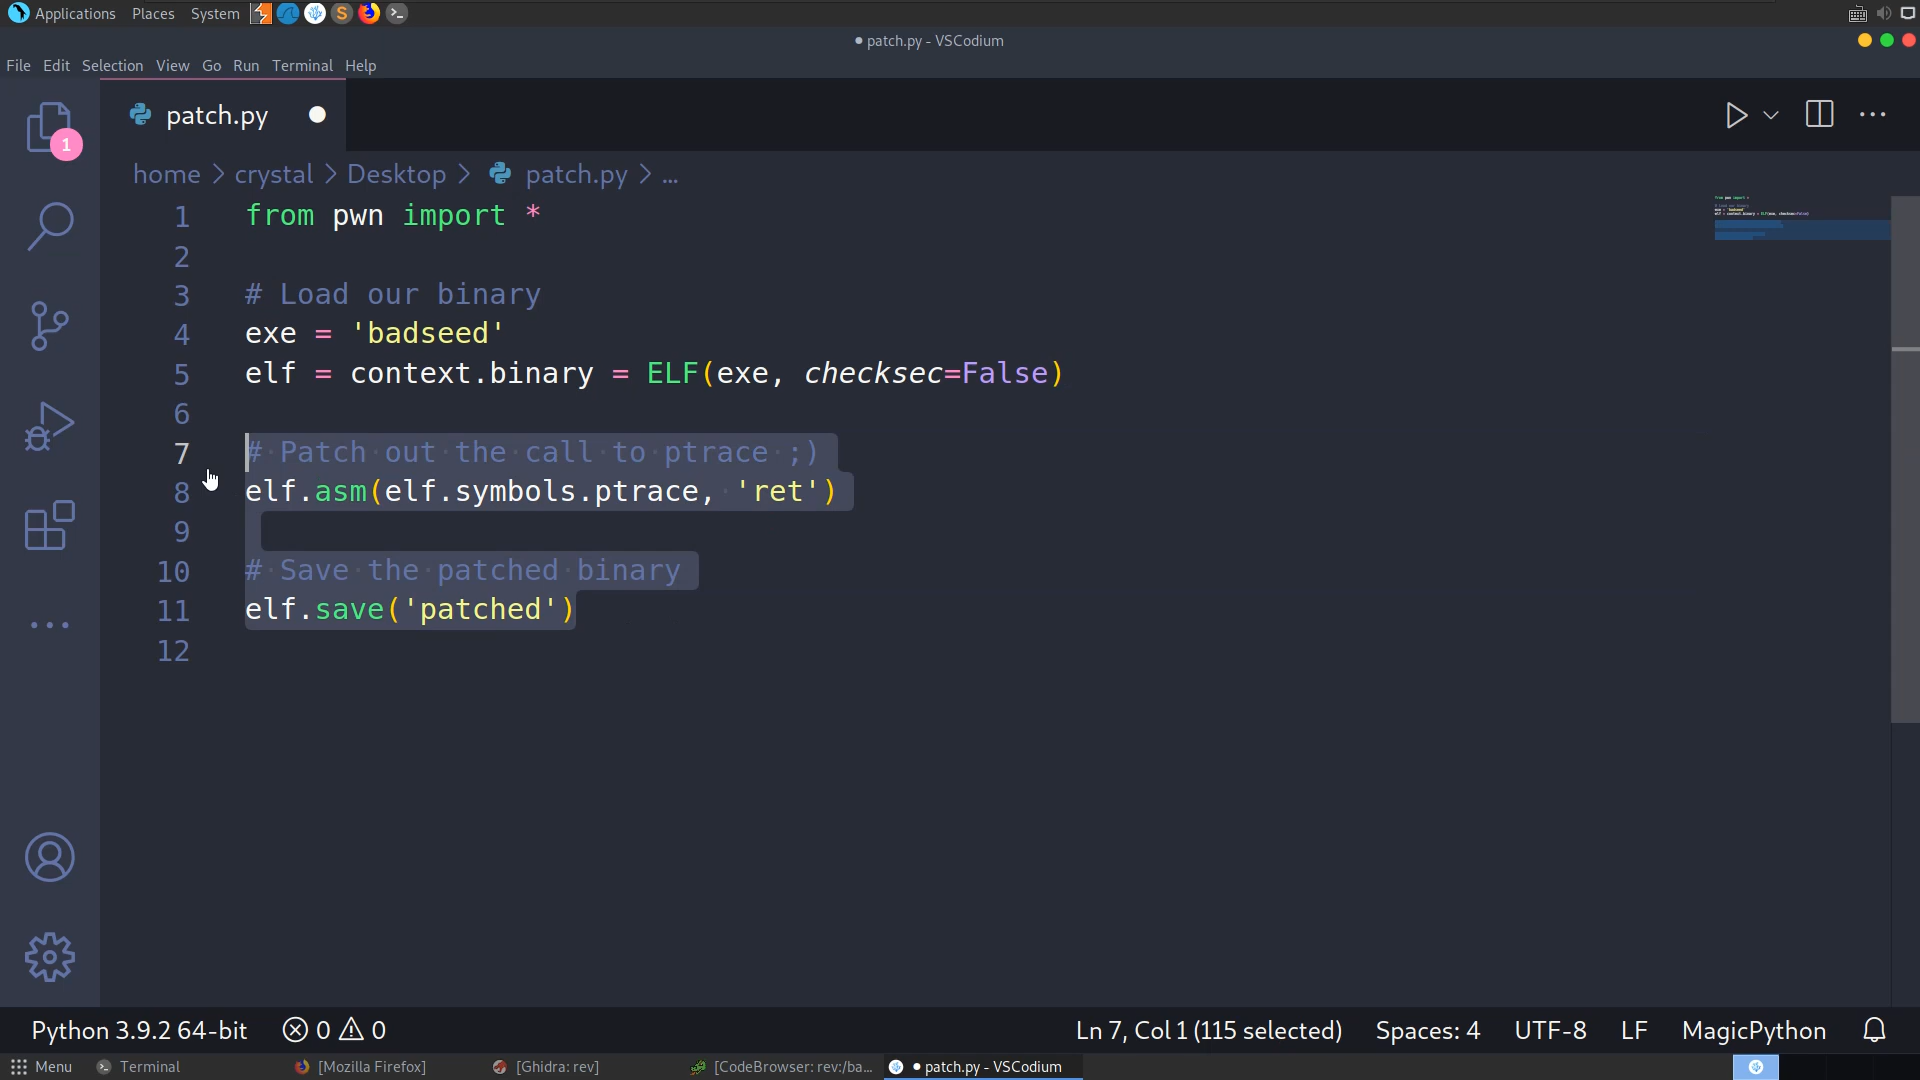 Applications Places System
patch.py - VSCodium
File Edit Selection View Go Run Terminal Help
patch.py
1
home > crystal > Desktop > patch.py > ...
1 from pwn import *
2
3 # Load our binary
4 exe = 'badseed'
5 elf = context.binary = ELF(exe, checksec=False)
6
7 # Patch out the call to ptrace ;)
8 elf.asm(elf.symbols.ptrace, 'ret')
9
10 # Save the patched binary
11 elf.save('patched')
12
Python 3.9.2 64-bit 0 0 Ln 7, Col 1 (115 selected) Spaces: 4 UTF-8 LF MagicPython
Menu Terminal [Mozilla Firefox] [Ghidra: rev] [CodeBrowser: rev:/ba... patch.py - VSCodium